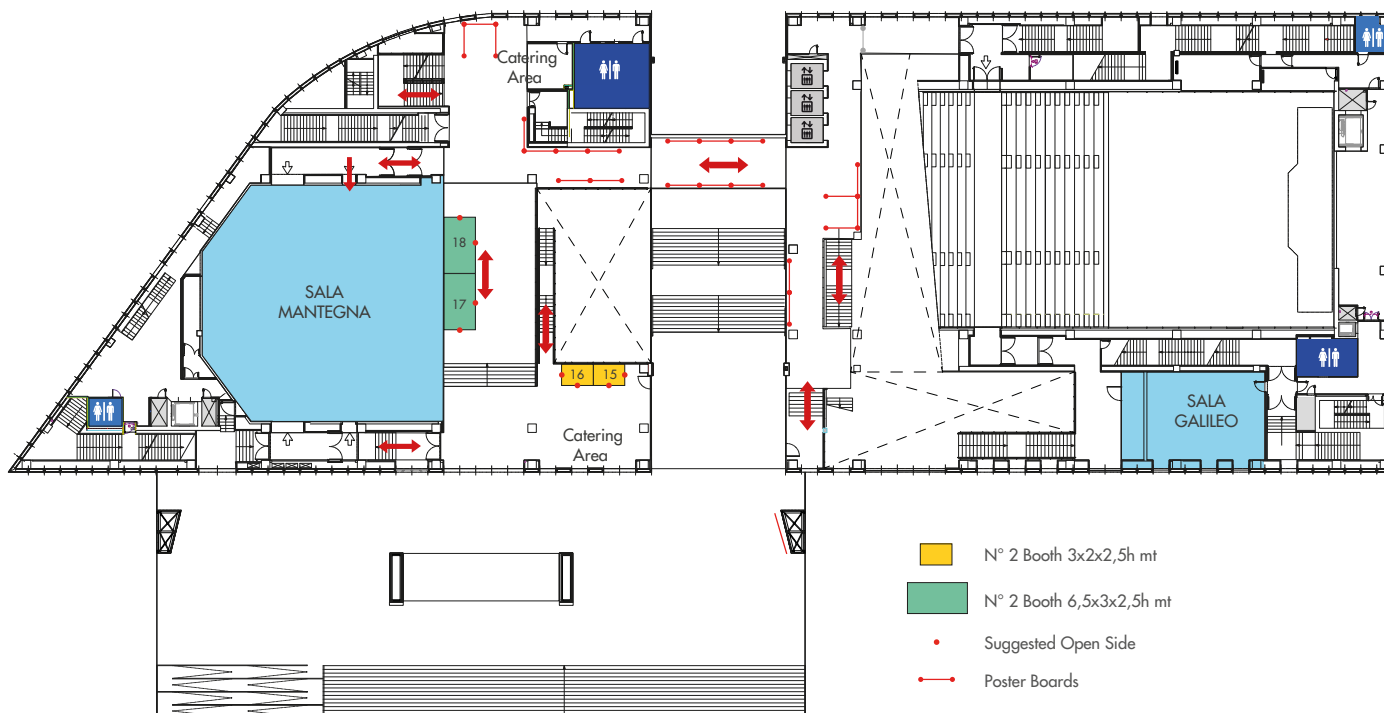 Catering
Area
18
17
SALA
MANTEGNA
16
15
Catering
Area
SALA
GALILEO
N° 2 Booth 3x2x2,5h mt
N° 2 Booth 6,5x3x2,5h mt
Suggested Open Side
Poster Boards